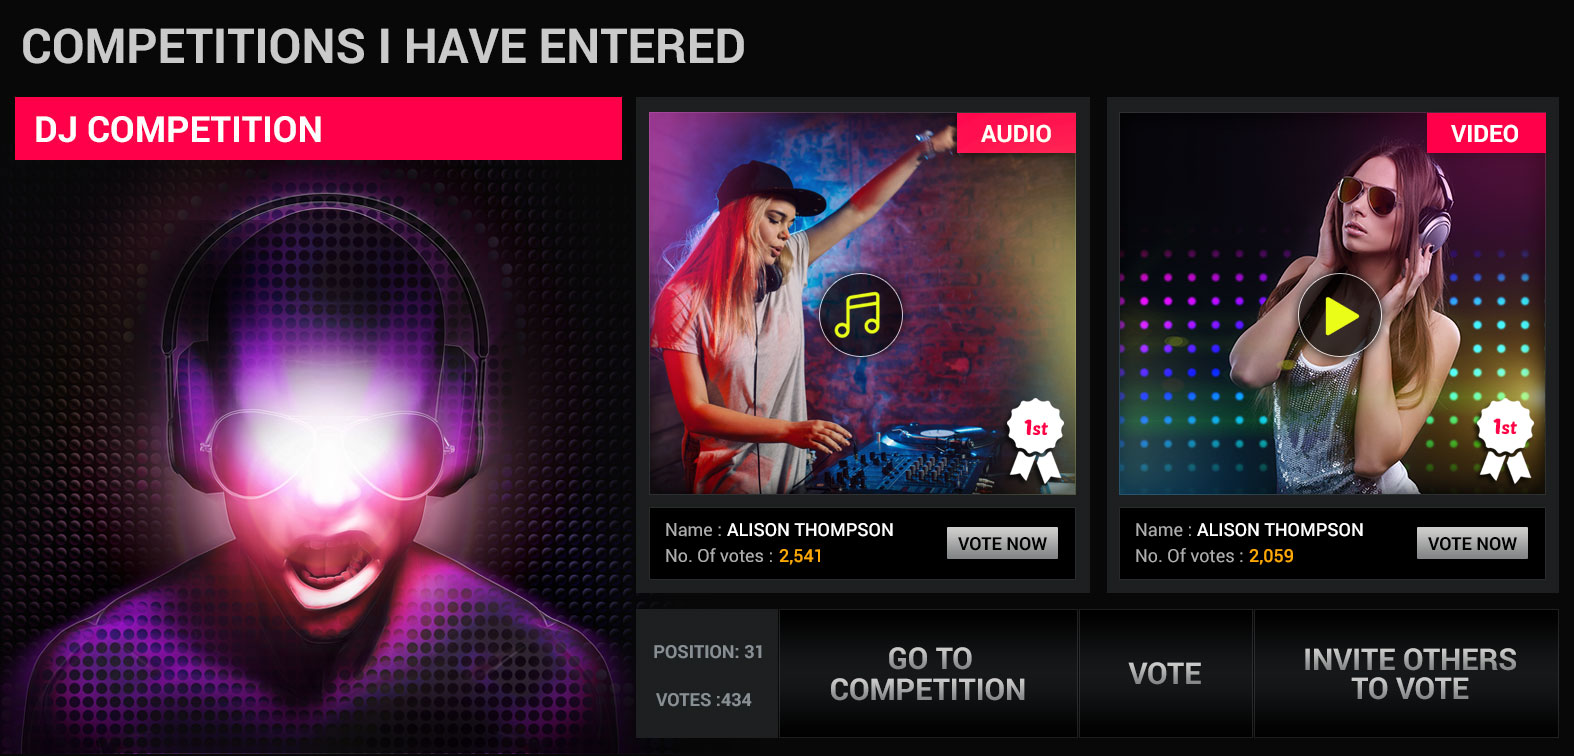 COMPETITIONS I HAVE ENTERED
DJ COMPETITION
AUDIO
1st
Name : ALISON THOMPSON
No. Of votes : 2,541
VOTE NOW
VIDEO
1st
Name : ALISON THOMPSON
No. Of votes : 2,059
VOTE NOW
POSITION: 31
VOTES :434
GO TO
COMPETITION
VOTE
INVITE OTHERS
TO VOTE